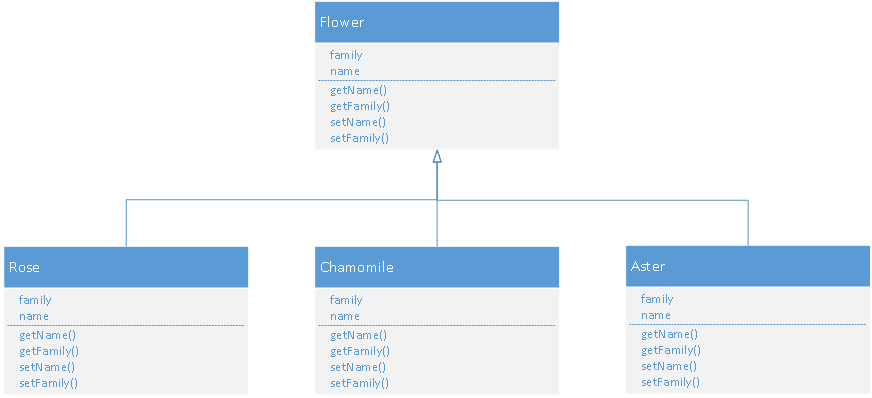 Flower
family
name
getName()
getFamily()
setName()
setFamily()
Rose
family
name
getName()
getFamily()
setName()
setFamily()
Chamomile
family
name
getName()
getFamily()
setName()
setFamily()
Aster
family
name
getName()
getFamily()
setName()
setFamily()